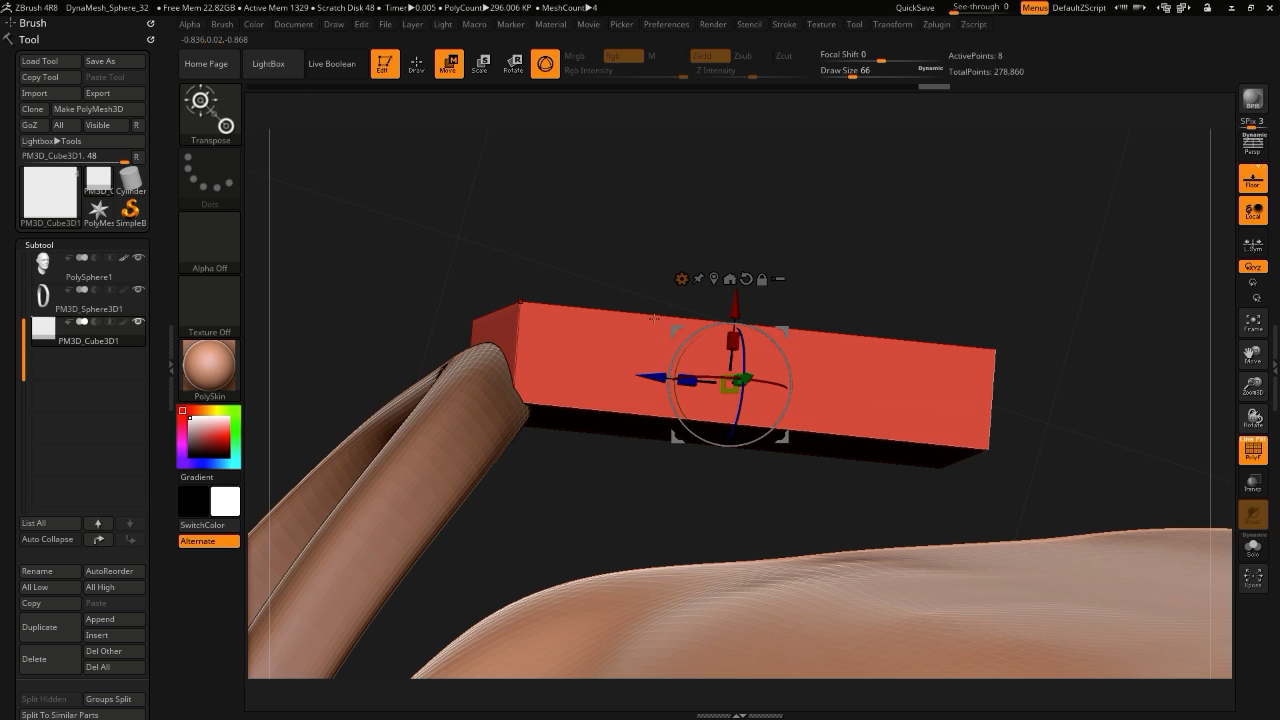 ZBrush 4R8 DynaMesh_Sphere_32 ● Free Mem 22.82GB ● Active Mem 1329 ● Scratch Disk 48 ● Timer▶0.005 ● PolyCount▶296.006 KP ● MeshCount▶4
QuickSave See-through 0 Menus DefaultZScript
Brush
Alpha Brush Color Document Draw Edit File Layer Light Macro Marker Material Movie Picker Preferences Render Stencil Stroke Texture Tool Transform Zplugin Zscript
Tool
-0.836,0.02,-0.868
Load Tool Save As
Copy Tool Paste Tool
Import Export
Clone Make PolyMesh3D
GoZ All Visible R
Lightbox▶Tools
PM3D_Cube3D1. 48 R
PM3D_C Cylinder
PM3D_Cube3D1 PolyMes SimpleB
Home Page LightBox Live Boolean
Edit Draw Move Scale Rotate
Mrgb Rgb M
Rgb Intensity
Zadd Zsub Zcut
Z Intensity
Focal Shift 0
Draw Size 66 Dynamic
ActivePoints: 8
TotalPoints: 278,860
Transpose
Dots
Alpha Off
Texture Off
PolySkin
Gradient
SwitchColor
Alternate
Subtool
PolySphere1
PM3D_Sphere3D1
PM3D_Cube3D1
List All
Auto Collapse
Rename AutoReorder
All Low All High
Copy Paste
Duplicate Append
Insert
Delete Del Other
Del All
Split Hidden Groups Split
Split To Similar Parts
BPR
SPix 3
Dynamic
Persp
Floor
Local
L.Sym
XYZ
Frame
Move
Zoom3D
Rotate
Line Fill
PolyF
Transp
Dynamic
Solo
Xpose